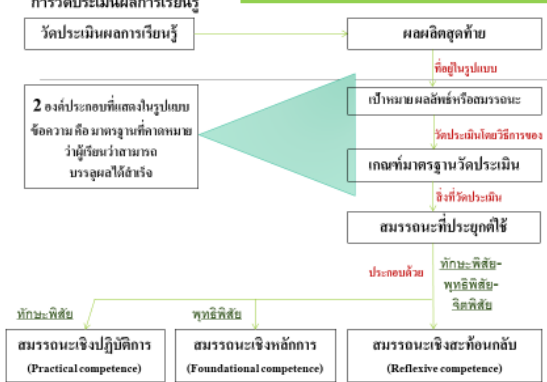 การวัดประเมินผลการเรียนรู้
วัดประเมินผลการเรียนรู้
ผลผลิตสุดท้าย
ที่อยู่ในรูปแบบ
2 องค์ประกอบที่แสดงในรูปแบบ
ข้อความ คือ มาตรฐานที่คาดหมาย
ว่าผู้เรียนว่าสามารถ
บรรลุผลได้สำเร็จ
เป้าหมาย ผลลัพธ์หรือสมรรถนะ
วัดประเมินโดยวิธีการของ
เกณฑ์มาตรฐานวัดประเมิน
สิ่งที่วัดประเมิน
สมรรถนะที่ประยุกต์ใช้
ประกอบด้วย
ทักษะพิสัย-
พุทธิพิสัย-
จิตพิสัย
ทักษะพิสัย
พุทธิพิสัย
สมรรถนะเชิงปฏิบัติการ
(Practical competence)
สมรรถนะเชิงหลักการ
(Foundational competence)
สมรรถนะเชิงสะท้อนกลับ
(Reflexive competence)